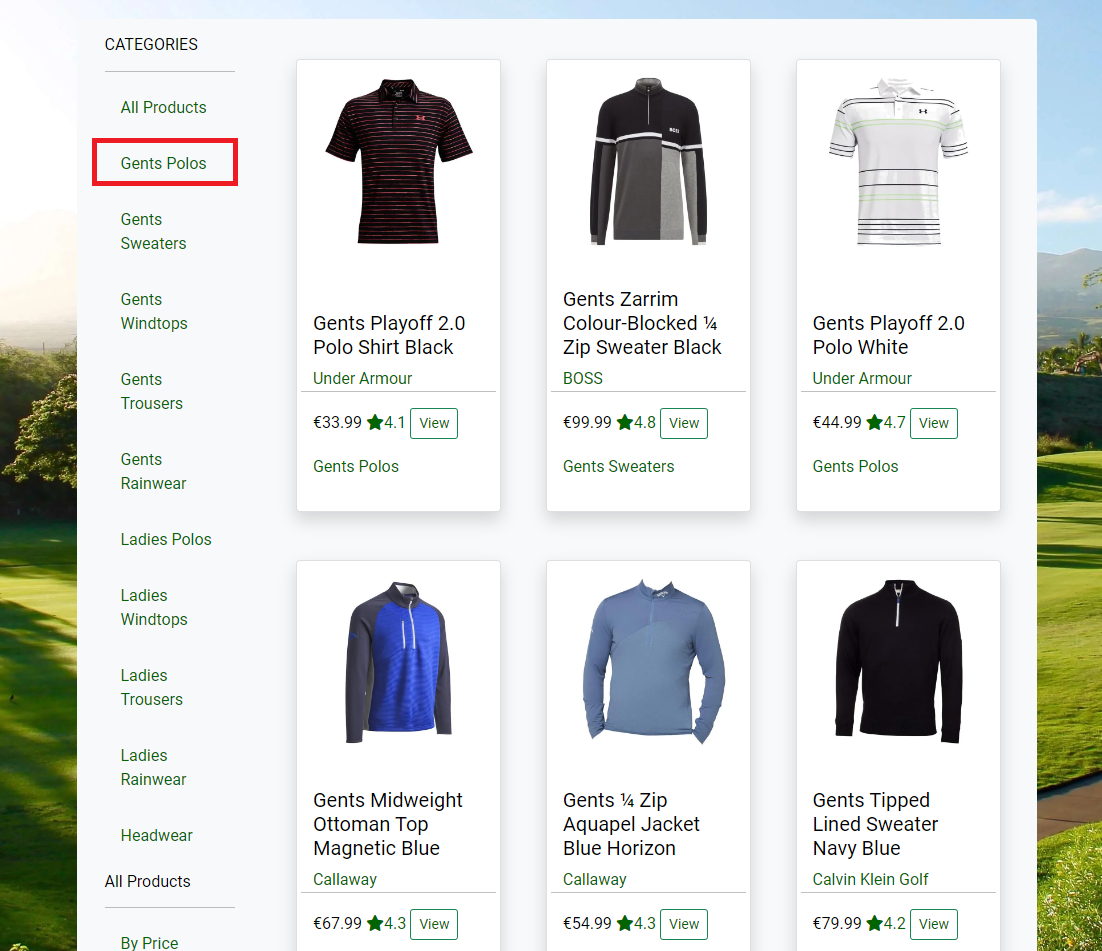 CATEGORIES
All Products
Gents Polos
Gents
Sweaters
Gents
Windtops
Gents
Trousers
Gents
Rainwear
Ladies Polos
Ladies
Windtops
Ladies
Trousers
Ladies
Rainwear
Headwear
All Products
By Price
Gents Playoff 2.0
Polo Shirt Black
Under Armour
€33.99 4.1 View
Gents Polos
BOSS
Gents Zarrim
Colour-Blocked ¼
Zip Sweater Black
BOSS
€99.99 4.8 View
Gents Sweaters
Gents Playoff 2.0
Polo White
Under Armour
€44.99 4.7 View
Gents Polos
Gents Midweight
Ottoman Top
Magnetic Blue
Callaway
€67.99 4.3 View
Gents ¼ Zip
Aquapel Jacket
Blue Horizon
Callaway
€54.99 4.3 View
Gents Tipped
Lined Sweater
Navy Blue
Calvin Klein Golf
€79.99 4.2 View